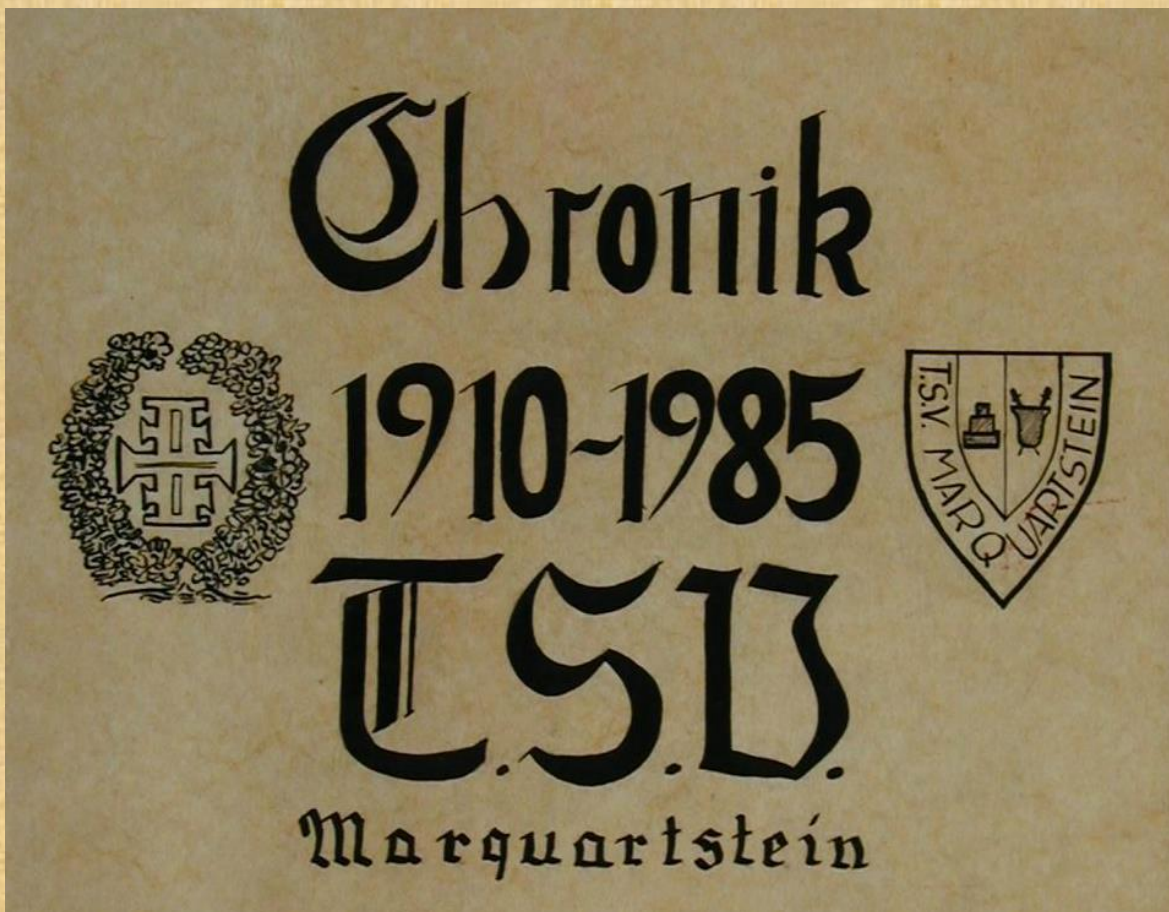 Chronik
1910-1985
T.S.V. MARQUARTSTEIN
T.S.V.
Marquartstein